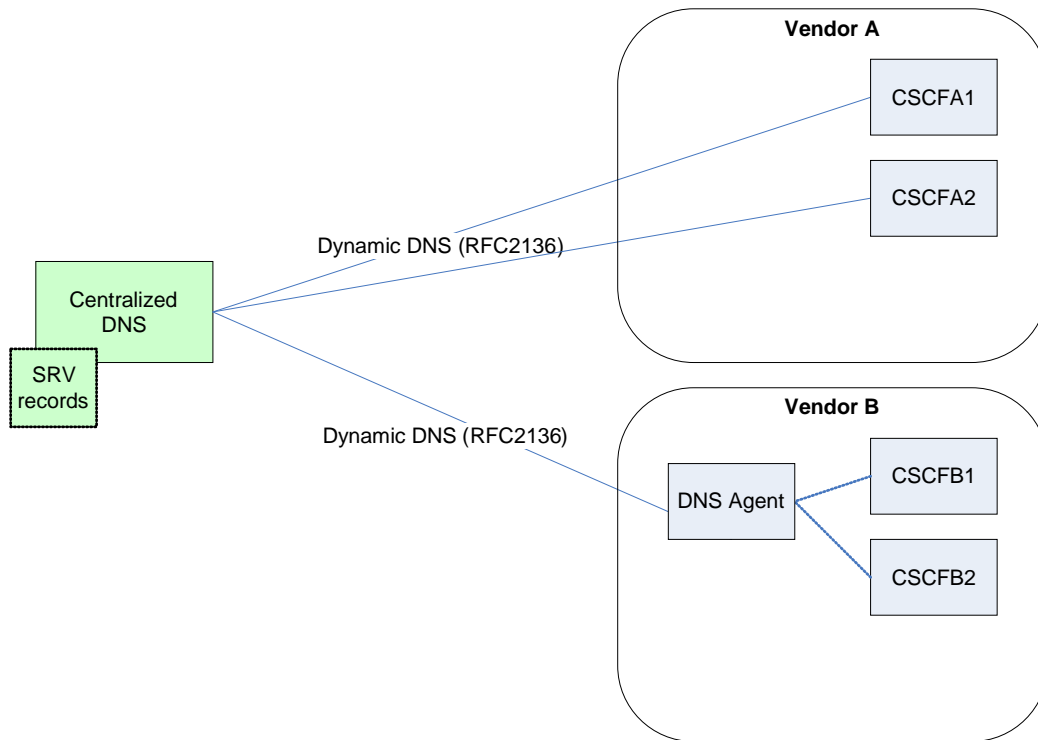 Vendor A
CSCFA1
CSCFA2
Dynamic DNS (RFC2136)
Centralized
DNS
SRV
records
Vendor B
Dynamic DNS (RFC2136)
CSCFB1
DNS Agent
CSCFB2